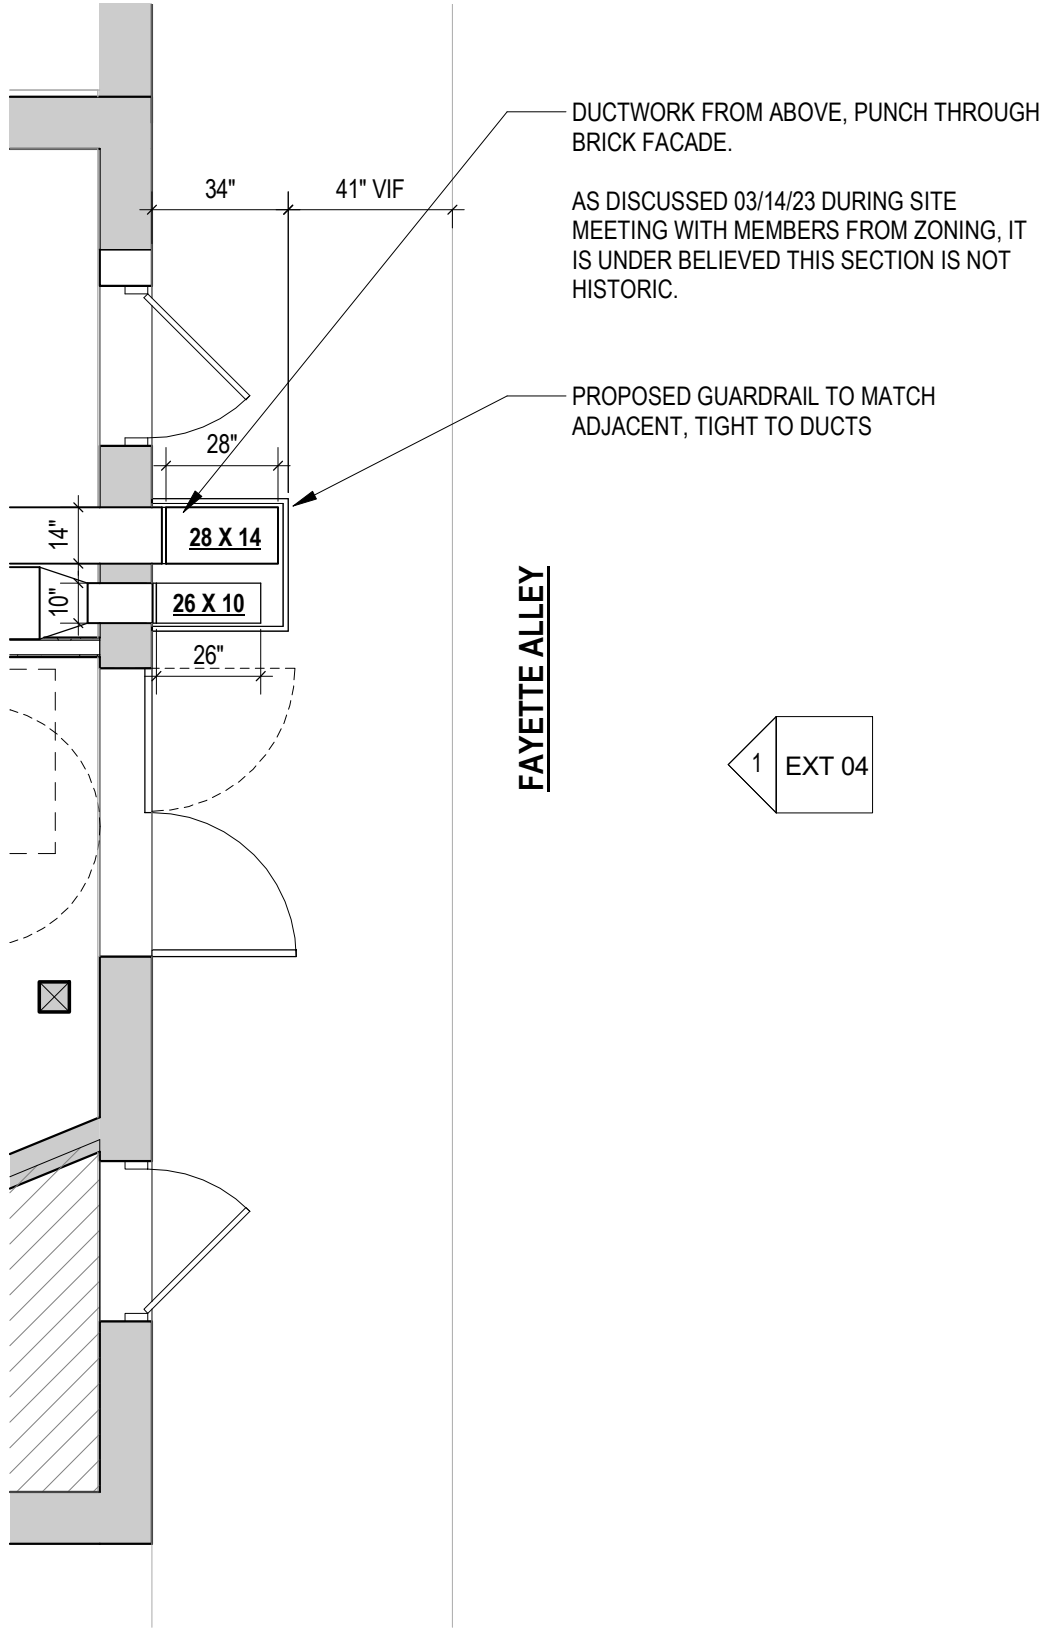 DUCTWORK FROM ABOVE, PUNCH THROUGH
BRICK FACADE.
AS DISCUSSED 03/14/23 DURING SITE
MEETING WITH MEMBERS FROM ZONING, IT
IS UNDER BELIEVED THIS SECTION IS NOT
HISTORIC.
34"
41" VIF
PROPOSED GUARDRAIL TO MATCH
ADJACENT, TIGHT TO DUCTS
28"
14"
28 X 14
10"
26 X 10
26"
FAYETTE ALLEY
1
EXT 04